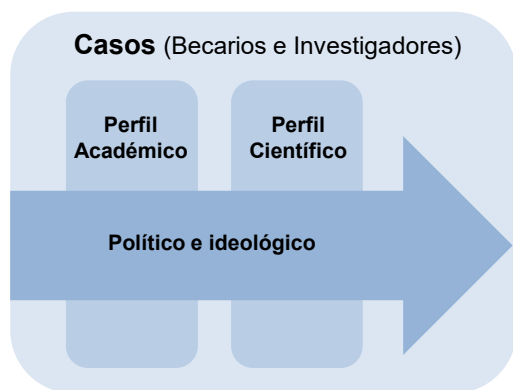 Casos (Becarios e Investigadores)
Perfil
Académico
Perfil
Científico
Político e ideológico